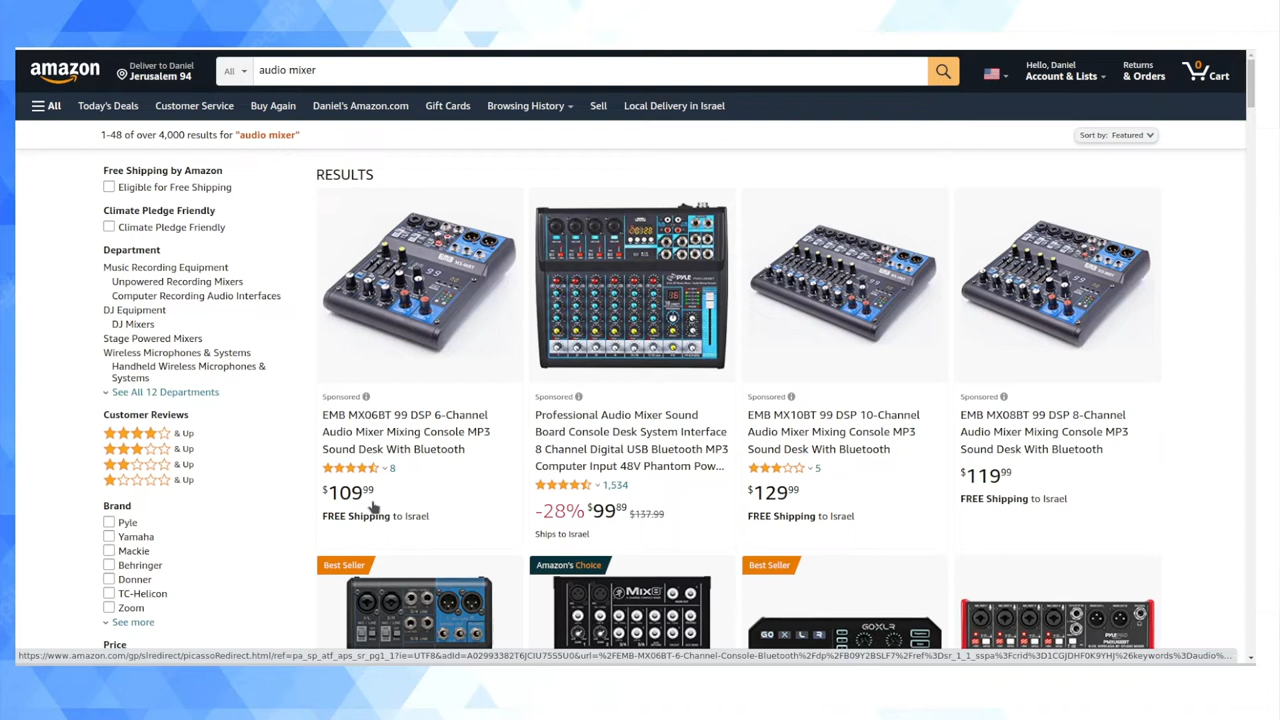 amazon
Deliver to Daniel
Jerusalem 94
All
audio mixer
Hello, Daniel
Account & Lists
Returns
& Orders
0
Cart
All
Today's Deals
Customer Service
Buy Again
Daniel's Amazon.com
Gift Cards
Browsing History
Sell
Local Delivery in Israel
1-48 of over 4,000 results for "audio mixer"
Sort by: Featured
Free Shipping by Amazon
Eligible for Free Shipping
Climate Pledge Friendly
Climate Pledge Friendly
Department
Music Recording Equipment
Unpowered Recording Mixers
Computer Recording Audio Interfaces
DJ Equipment
DJ Mixers
Stage Powered Mixers
Wireless Microphones & Systems
Handheld Wireless Microphones &
Systems
See All 12 Departments
Customer Reviews
& Up
& Up
& Up
& Up
Brand
Pyle
Yamaha
Mackie
Behringer
Donner
TC-Helicon
Zoom
See more
Price
RESULTS
Sponsored
EMB MX06BT 99 DSP 6-Channel
Audio Mixer Mixing Console MP3
Sound Desk With Bluetooth
8
$10999
FREE Shipping to Israel
PYLE
Sponsored
Professional Audio Mixer Sound
Board Console Desk System Interface
8 Channel Digital USB Bluetooth MP3
Computer Input 48V Phantom Pow...
1,534
-28% $9989 $137.99
Ships to Israel
Sponsored
EMB MX10BT 99 DSP 10-Channel
Audio Mixer Mixing Console MP3
Sound Desk With Bluetooth
5
$12999
FREE Shipping to Israel
Sponsored
EMB MX08BT 99 DSP 8-Channel
Audio Mixer Mixing Console MP3
Sound Desk With Bluetooth
$11999
FREE Shipping to Israel
Best Seller
Amazon's Choice
Mix8
Best Seller
GO XLR
GOXLR